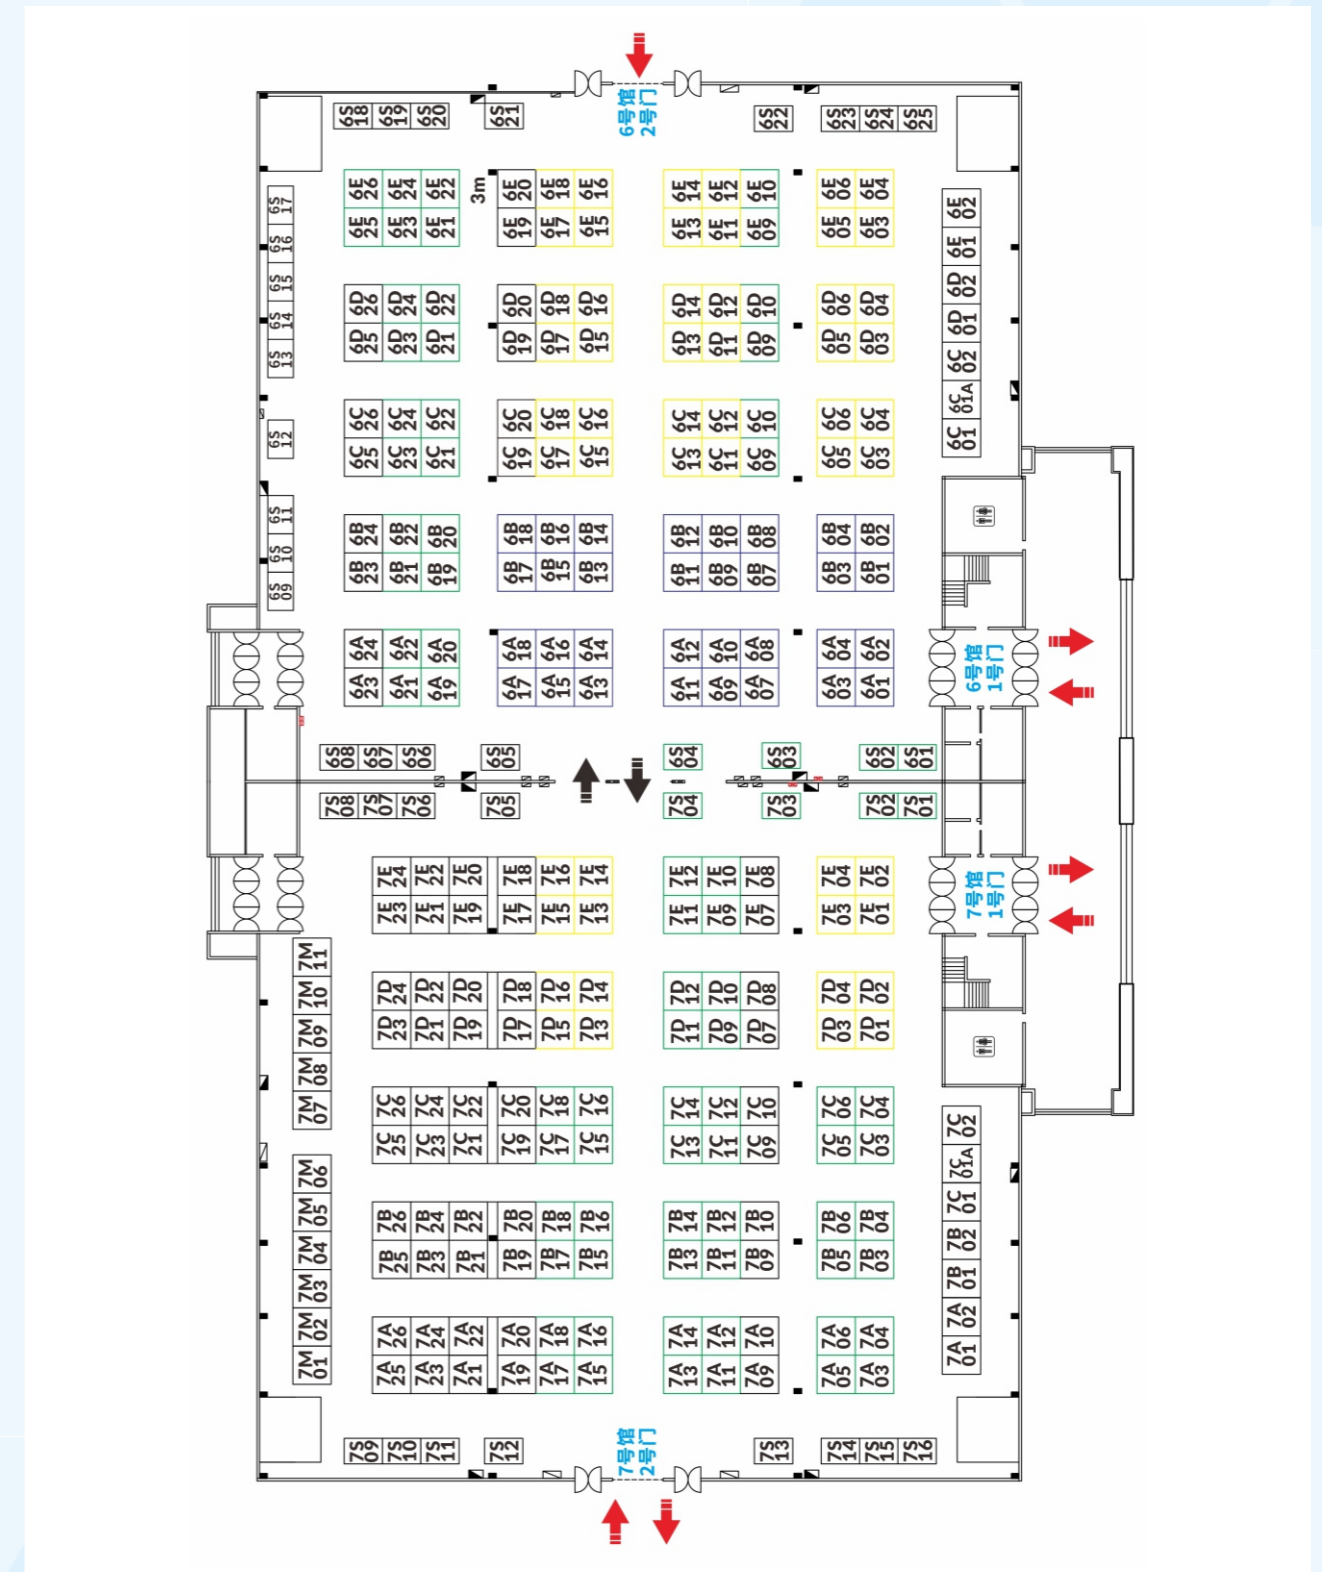 6S18 6S19 6S20 6S21
6号馆
2号门
6S22 6S23 6S24 6S25
6E26 6E24 6E22 3m 6E20 6E18 6E16 6E14 6E12 6E10 6E06 6E04
6E25 6E23 6E21 6E19 6E17 6E15 6E13 6E11 6E09 6E05 6E03
6D26 6D24 6D22 6D20 6D18 6D16 6D14 6D12 6D10 6D06 6D04
6D25 6D23 6D21 6D19 6D17 6D15 6D13 6D11 6D09 6D05 6D03
6C26 6C24 6C22 6C20 6C18 6C16 6C14 6C12 6C10 6C06 6C04
6C25 6C23 6C21 6C19 6C17 6C15 6C13 6C11 6C09 6C05 6C03
6B24 6B22 6B20 6B18 6B16 6B14 6B12 6B10 6B08 6B04 6B02
6B23 6B21 6B19 6B17 6B15 6B13 6B11 6B09 6B07 6B03 6B01
6A24 6A22 6A20 6A18 6A16 6A14 6A12 6A10 6A08 6A04 6A02
6A23 6A21 6A19 6A17 6A15 6A13 6A11 6A09 6A07 6A03 6A01
6S17 6S16 6S15 6S14 6S13 6S12 6S11 6S10 6S09
6E02 6E01 6D02 6D01 6C02 6C01A 6C01
6号馆
1号门
6S08 6S07 6S06 6S05 6S04 6S03 6S02 6S01
7S08 7S07 7S06 7S05 7S04 7S03 7S02 7S01
7号馆
1号门
7E24 7E22 7E20 7E18 7E16 7E14 7E12 7E10 7E08 7E04 7E02
7E23 7E21 7E19 7E17 7E15 7E13 7E11 7E09 7E07 7E03 7E01
7D24 7D22 7D20 7D18 7D16 7D14 7D12 7D10 7D08 7D04 7D02
7D23 7D21 7D19 7D17 7D15 7D13 7D11 7D09 7D07 7D03 7D01
7C26 7C24 7C22 7C20 7C18 7C16 7C14 7C12 7C10 7C06 7C04
7C25 7C23 7C21 7C19 7C17 7C15 7C13 7C11 7C09 7C05 7C03
7B26 7B24 7B22 7B20 7B18 7B16 7B14 7B12 7B10 7B06 7B04
7B25 7B23 7B21 7B19 7B17 7B15 7B13 7B11 7B09 7B05 7B03
7A26 7A24 7A22 7A20 7A18 7A16 7A14 7A12 7A10 7A06 7A04
7A25 7A23 7A21 7A19 7A17 7A15 7A13 7A11 7A09 7A05 7A03
7M11 7M10 7M09 7M08 7M07 7M06 7M05 7M04 7M03 7M02 7M01
7C02 7C01A 7C01 7B02 7B01 7A02 7A01
7S09 7S10 7S11 7S12
7号馆
2号门
7S13 7S14 7S15 7S16